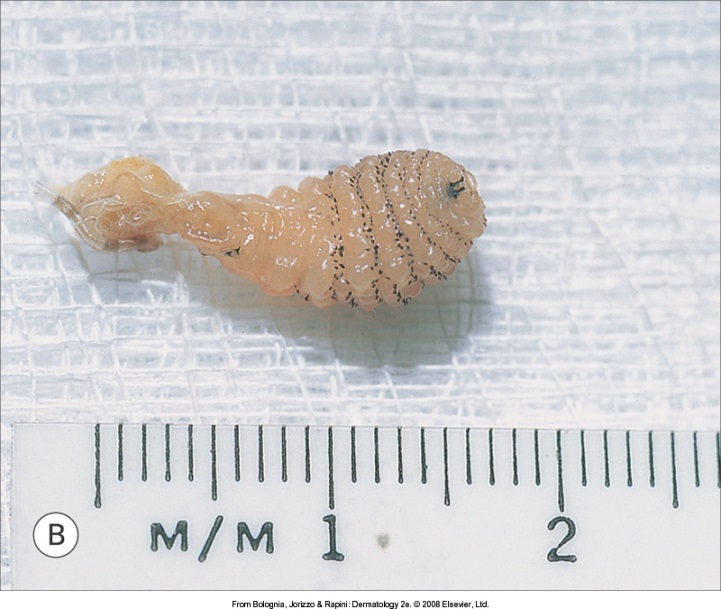 M/M 1 2
B
From Bolognia, Jorizzo & Rapini: Dermatology 2e. © 2008 Elsevier, Ltd.